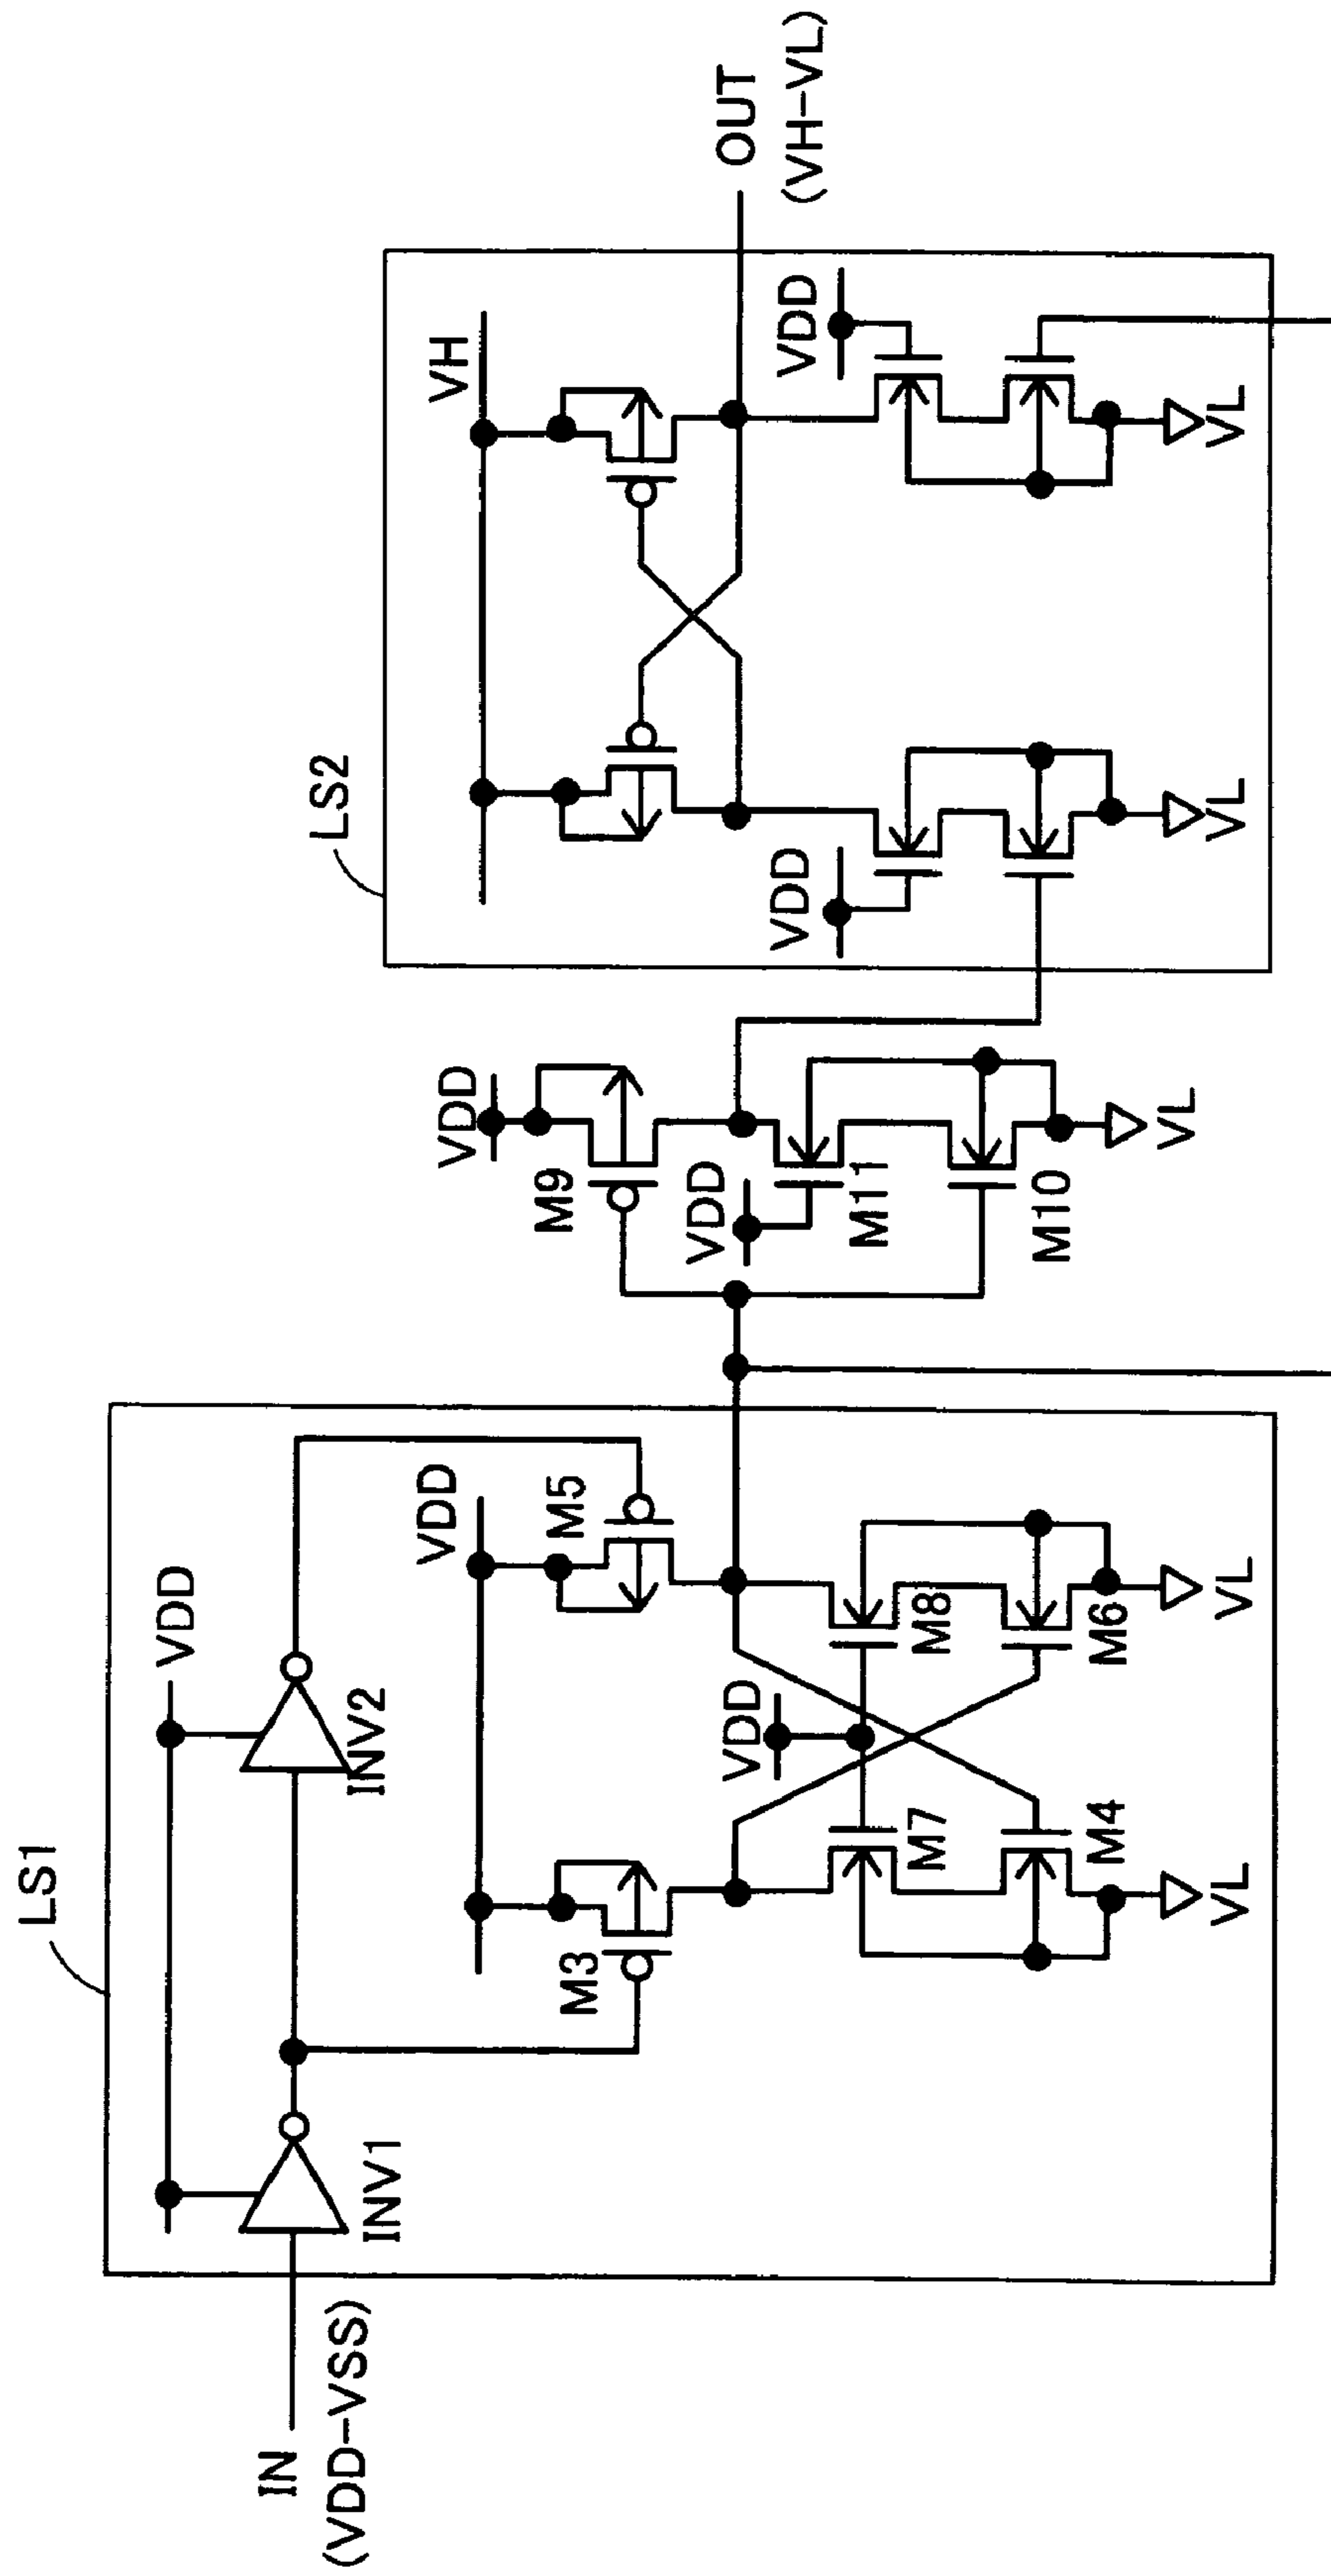 LS1
LS2
VDD
VH
IN
(VDD-VSS)
INV1
INV2
VDD
M3
M5
VDD
M7
M8
M4
M6
VL
VL
VDD
M9
VDD
M11
M10
VL
VDD
VDD
VL
VL
OUT
(VH-VL)